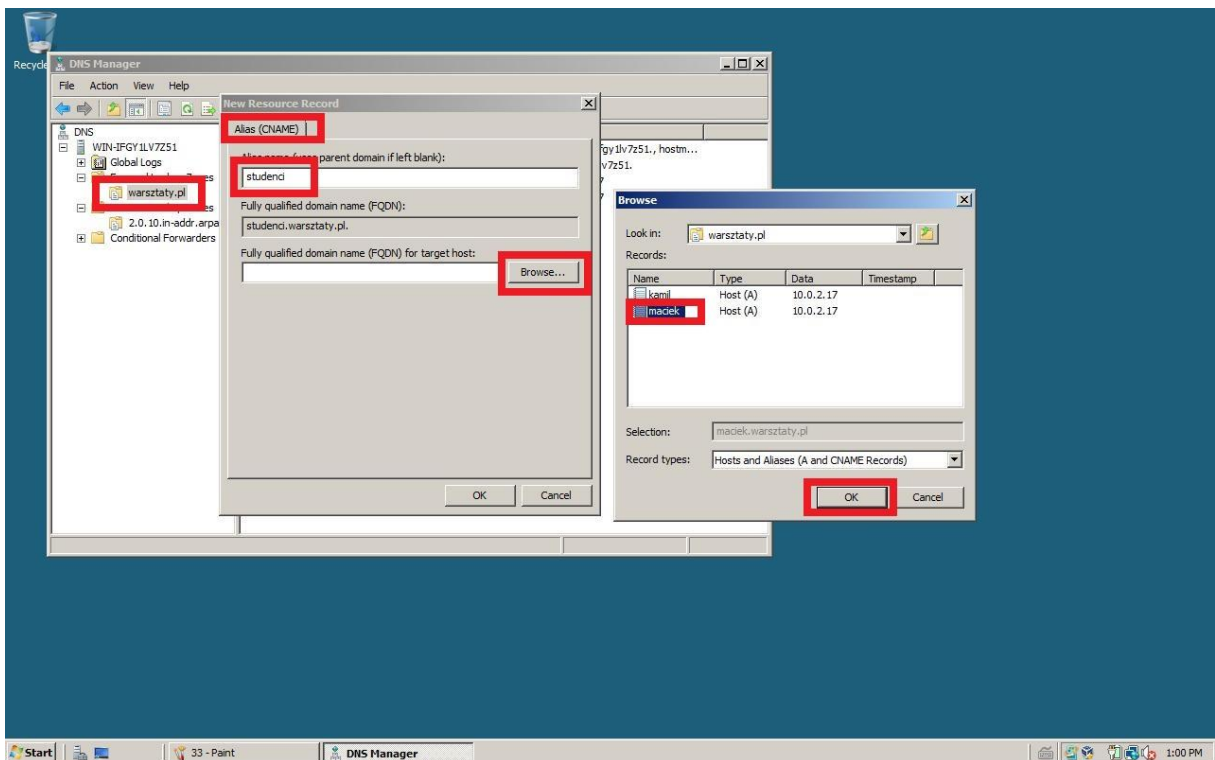 Recycle
DNS Manager
File Action View Help
DNS
WIN-IFGY1LV7Z51
Global Logs
warsztaty.pl
2.0.10.in-addr.arpa
Conditional Forwarders
fgy1lv7z51., hostm...
v7z51.
New Resource Record
Alias (CNAME)
Alias name (uses parent domain if left blank):
studenci
Fully qualified domain name (FQDN):
studenci.warsztaty.pl.
Fully qualified domain name (FQDN) for target host:
Browse...
OK Cancel
Browse
Look in: warsztaty.pl
Records:
Name Type Data Timestamp
kamil Host (A) 10.0.2.17
maciek Host (A) 10.0.2.17
Selection: maciek.warsztaty.pl
Record types: Hosts and Aliases (A and CNAME Records)
OK Cancel
Start 33 - Paint DNS Manager 1:00 PM